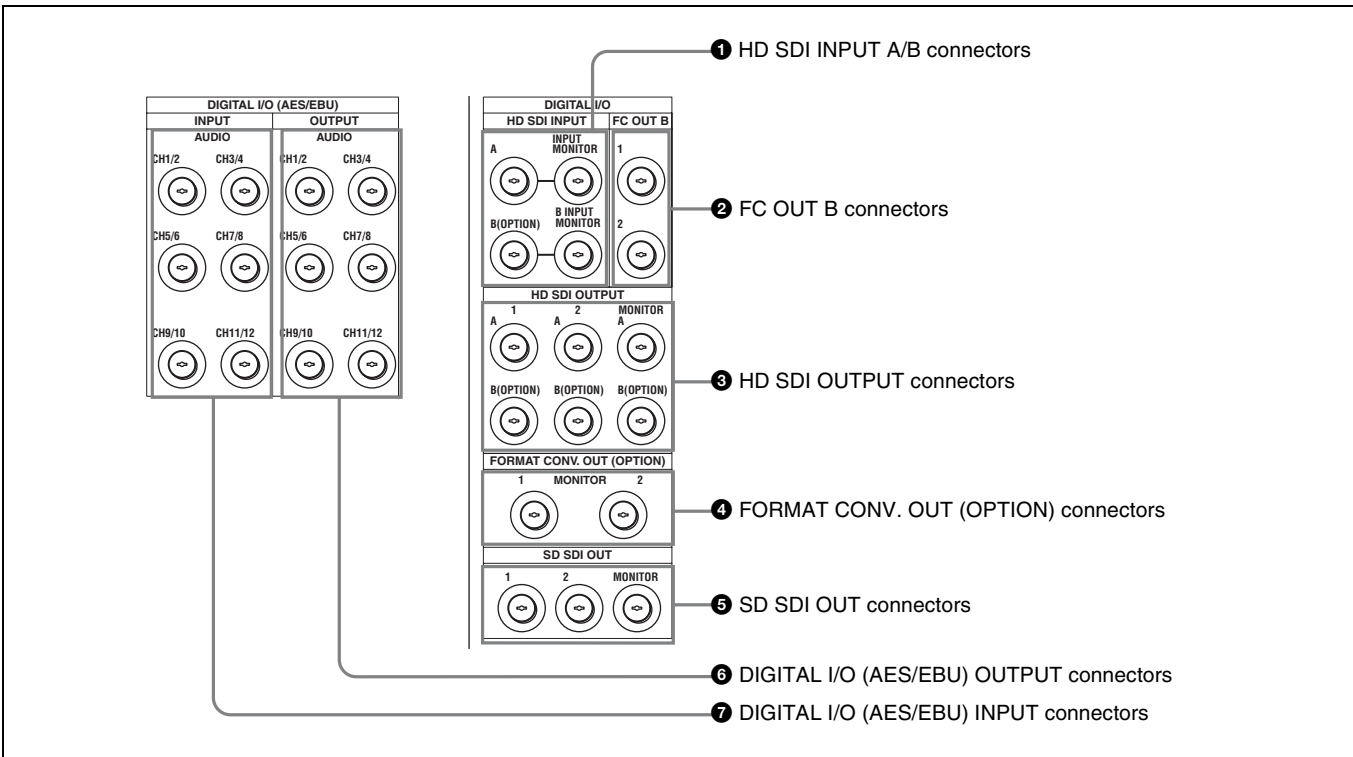 ❶ HD SDI INPUT A/B connectors
DIGITAL I/O (AES/EBU)
INPUT OUTPUT
AUDIO AUDIO
CH1/2 CH3/4 CH1/2 CH3/4
CH5/6 CH7/8 CH5/6 CH7/8
CH9/10 CH11/12 CH9/10 CH11/12
DIGITAL I/O
HD SDI INPUT FC OUT B
A INPUT MONITOR 1
B(OPTION) B INPUT MONITOR 2
❷ FC OUT B connectors
HD SDI OUTPUT
1 2 MONITOR
A A A
B(OPTION) B(OPTION) B(OPTION)
❸ HD SDI OUTPUT connectors
FORMAT CONV. OUT (OPTION)
1 MONITOR 2
❹ FORMAT CONV. OUT (OPTION) connectors
SD SDI OUT
1 2 MONITOR
❺ SD SDI OUT connectors
❻ DIGITAL I/O (AES/EBU) OUTPUT connectors
❼ DIGITAL I/O (AES/EBU) INPUT connectors